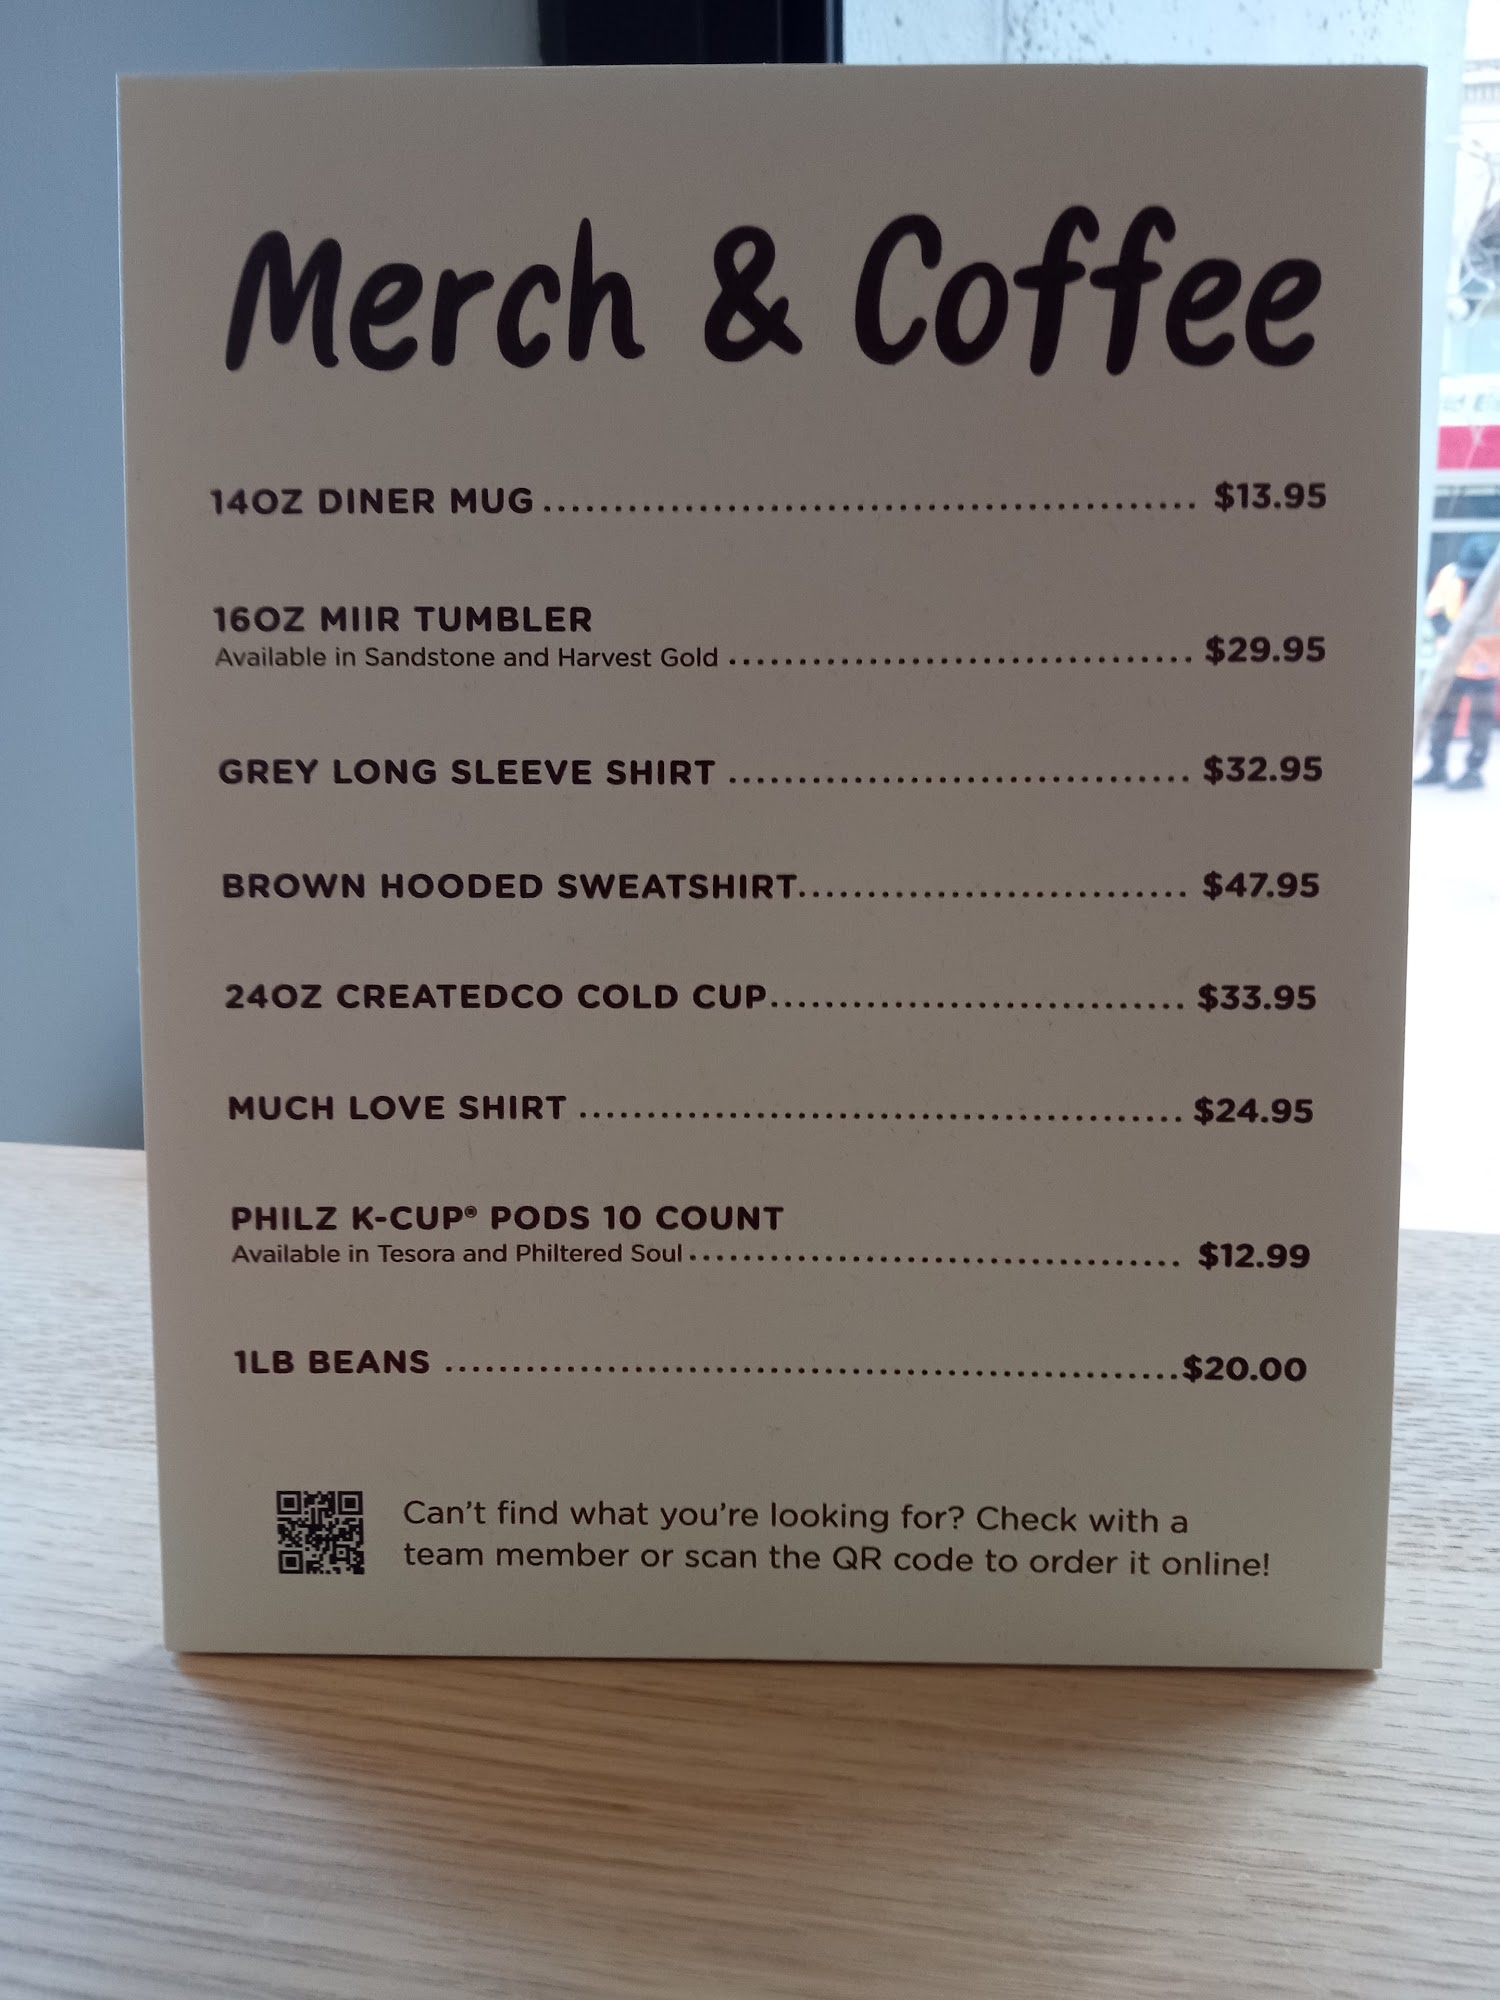 Merch & Coffee
14OZ DINER MUG ............................................... $13.95
16OZ MIIR TUMBLER
Available in Sandstone and Harvest Gold ................................. $29.95
GREY LONG SLEEVE SHIRT ................................. $32.95
BROWN HOODED SWEATSHIRT............................ $47.95
24OZ CREATEDCO COLD CUP.............................. $33.95
MUCH LOVE SHIRT ........................................... $24.95
PHILZ K-CUP® PODS 10 COUNT
Available in Tesora and Philtered Soul................................... $12.99
1LB BEANS .....................................................$20.00
Can't find what you're looking for? Check with a
team member or scan the QR code to order it online!